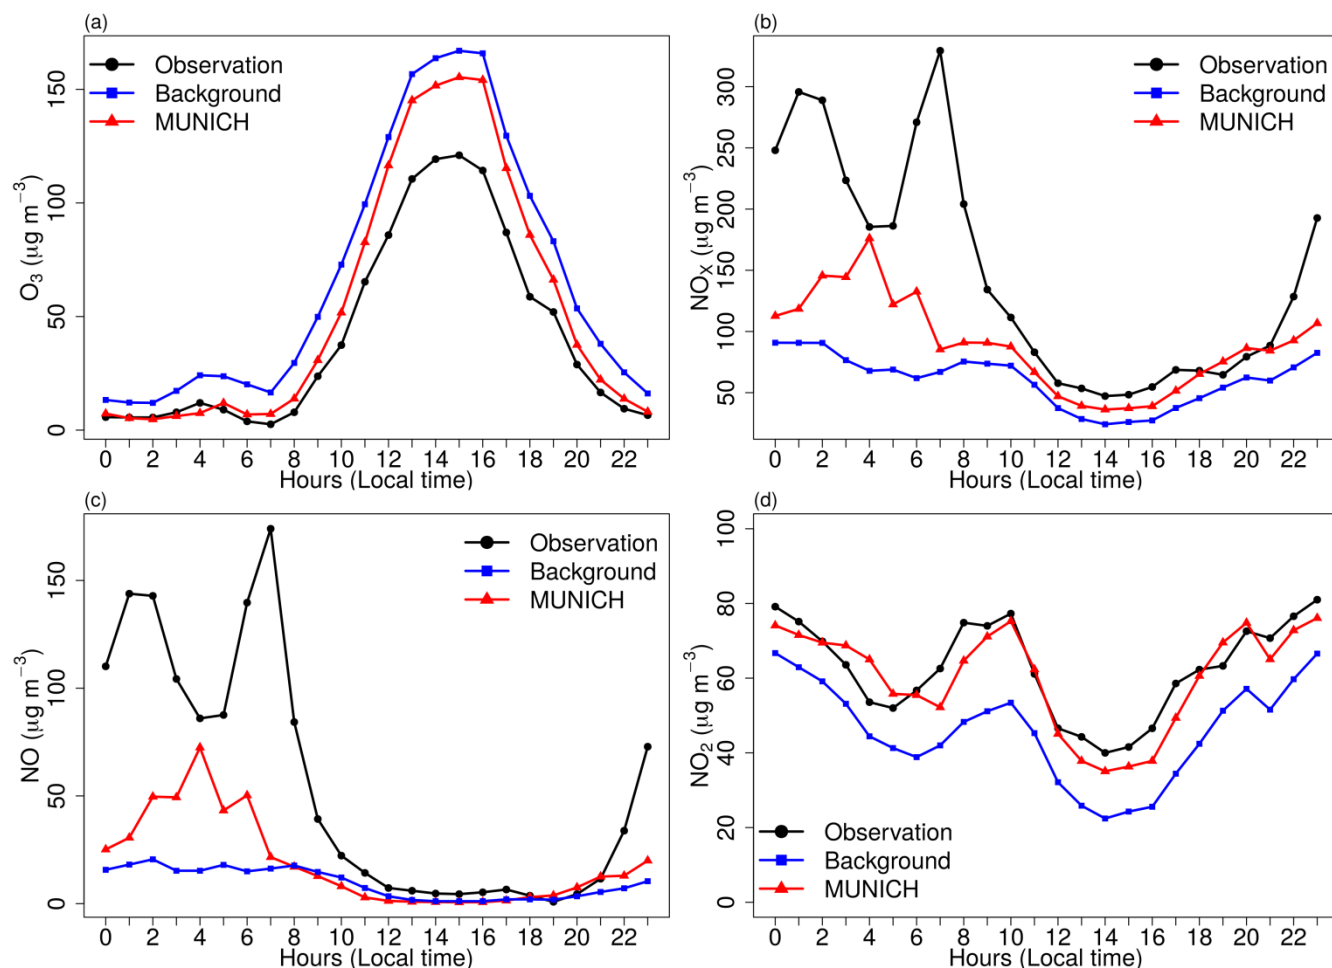 (a)
O₃ (μg m⁻³)
150
100
50
0
Observation
Background
MUNICH
0 2 4 6 8 10 12 14 16 18 20 22
Hours (Local time)
(b)
NOX (μg m⁻³)
300
250
200
150
100
50
Observation
Background
MUNICH
0 2 4 6 8 10 12 14 16 18 20 22
Hours (Local time)
(c)
NO (μg m⁻³)
150
100
50
0
Observation
Background
MUNICH
0 2 4 6 8 10 12 14 16 18 20 22
Hours (Local time)
(d)
NO₂ (μg m⁻³)
100
80
60
40
20
0
Observation
Background
MUNICH
0 2 4 6 8 10 12 14 16 18 20 22
Hours (Local time)